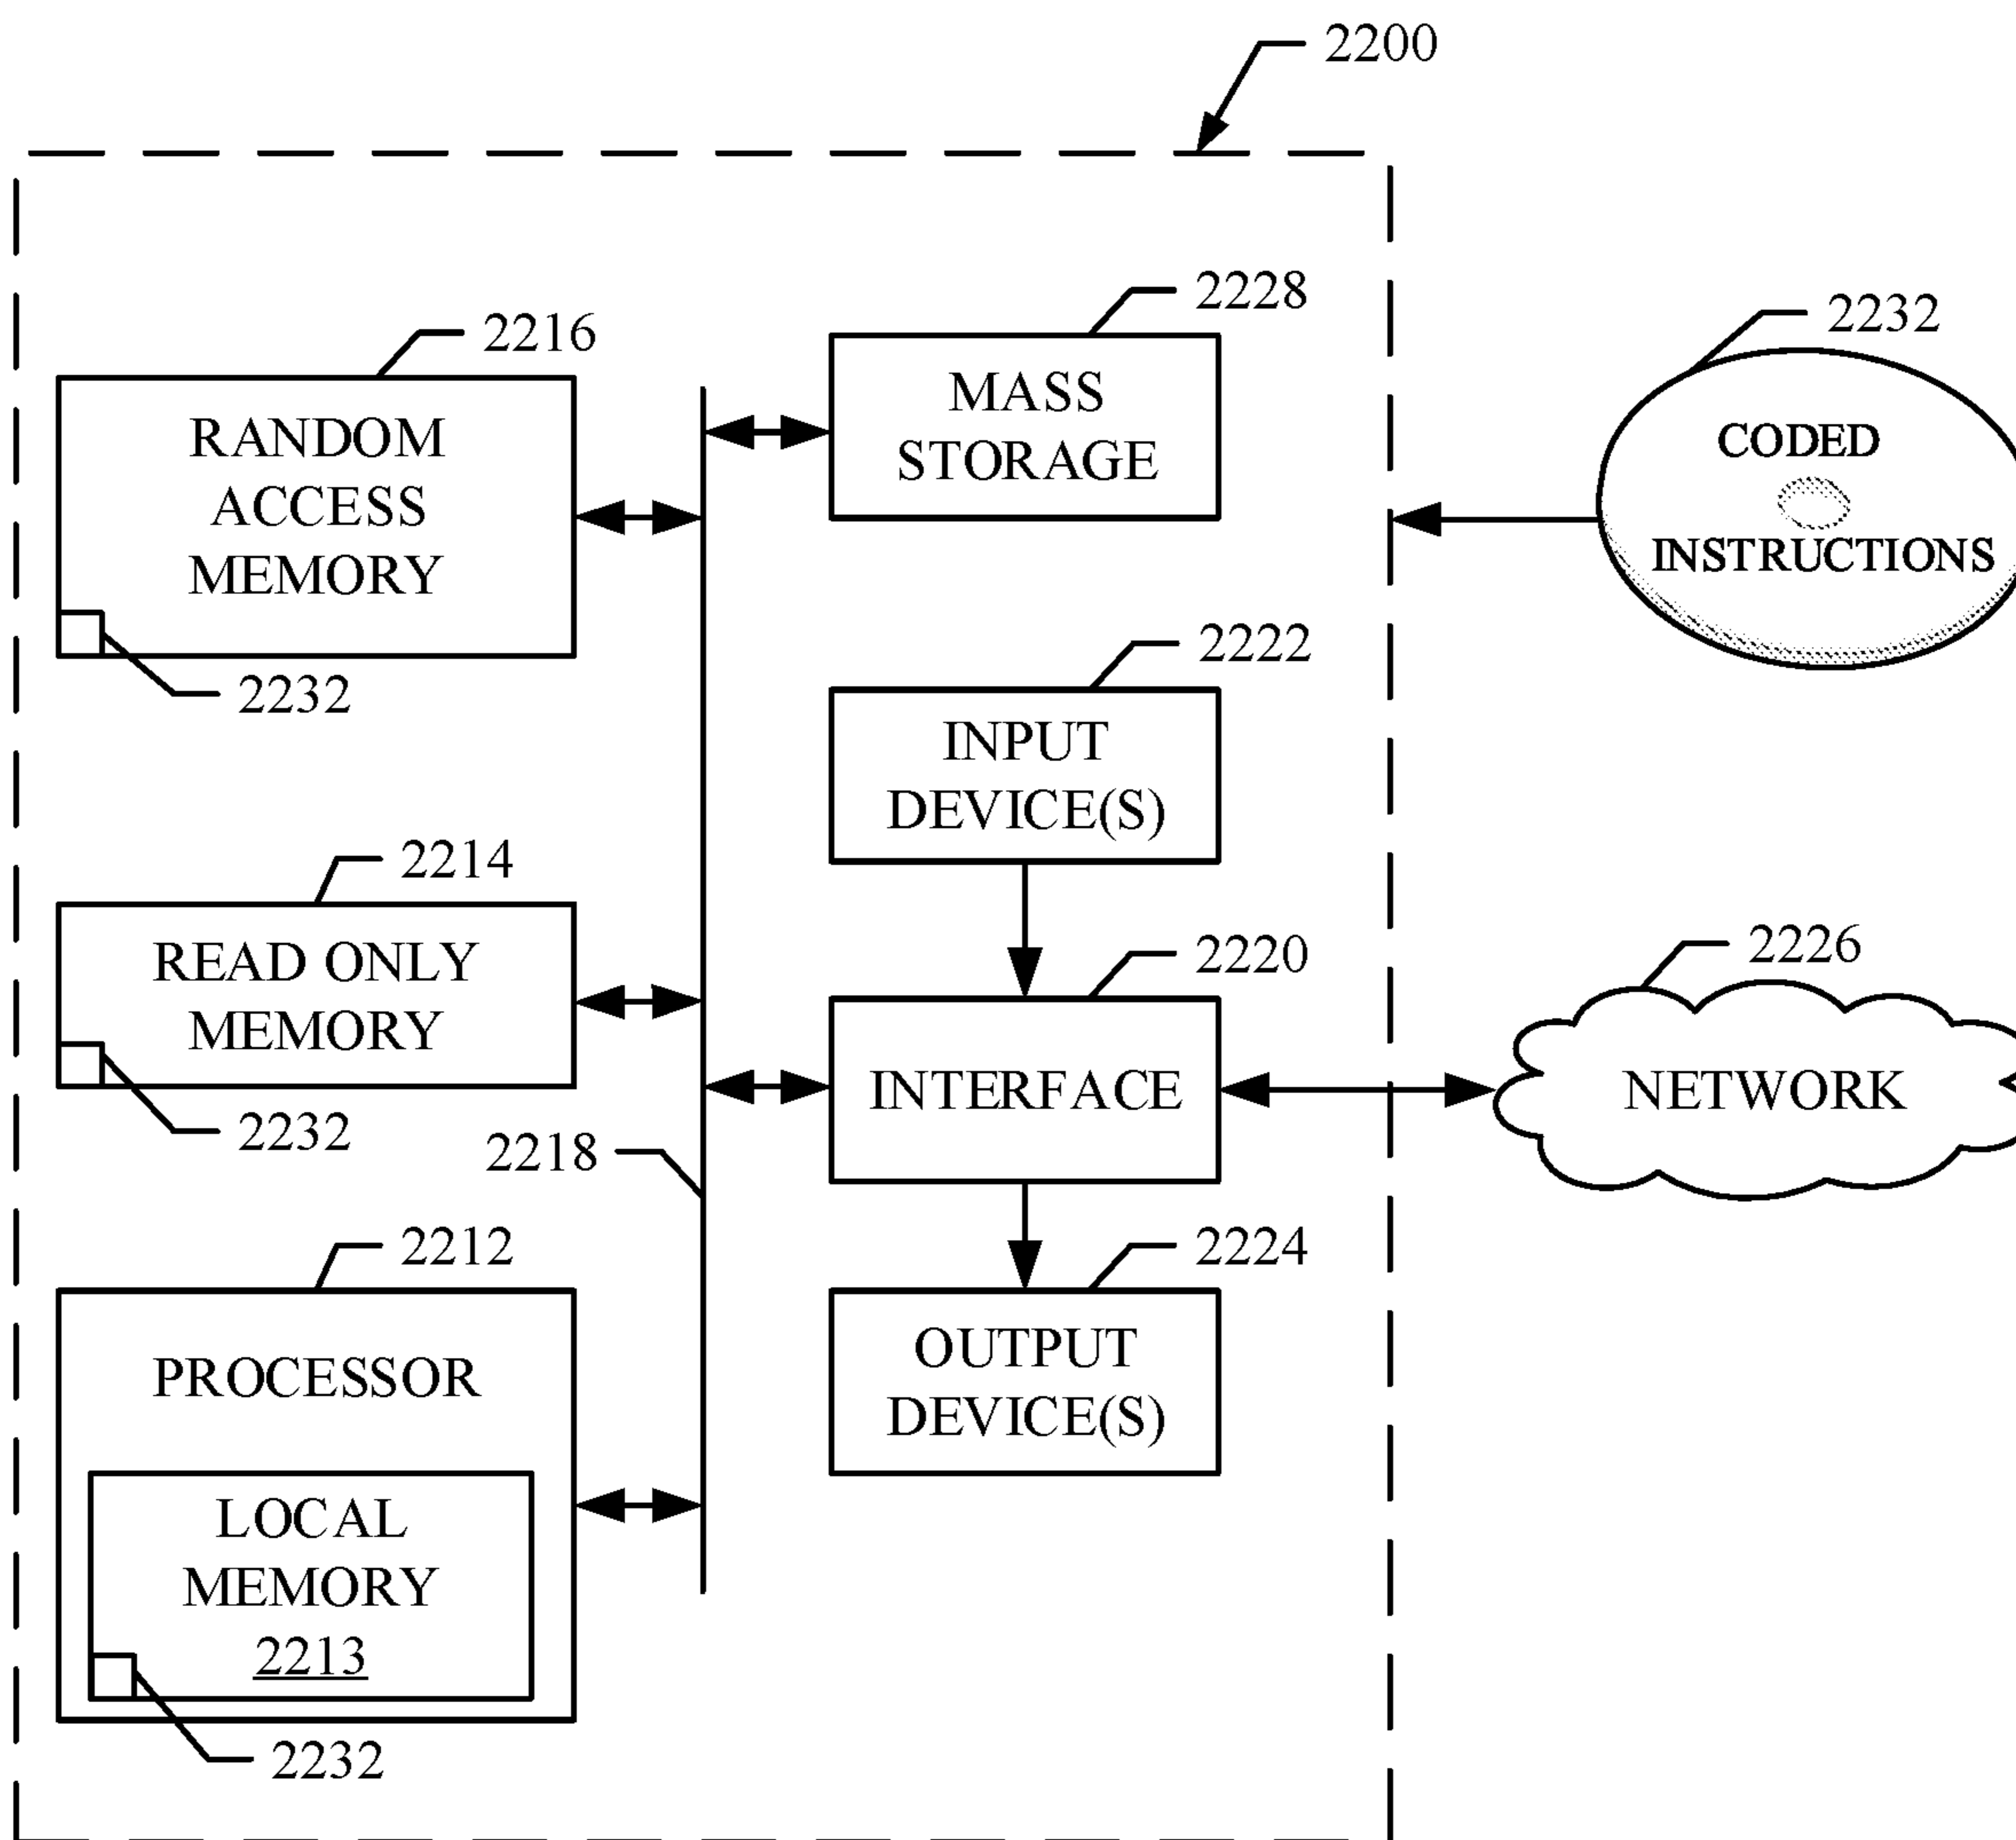 2200
2228
MASS
STORAGE
2216
RANDOM
ACCESS
MEMORY
2232
2232
CODED
INSTRUCTIONS
2222
INPUT
DEVICE(S)
2214
READ ONLY
MEMORY
2232
2220
INTERFACE
2226
NETWORK
2218
2212
PROCESSOR
LOCAL
MEMORY
2213
2232
2224
OUTPUT
DEVICE(S)